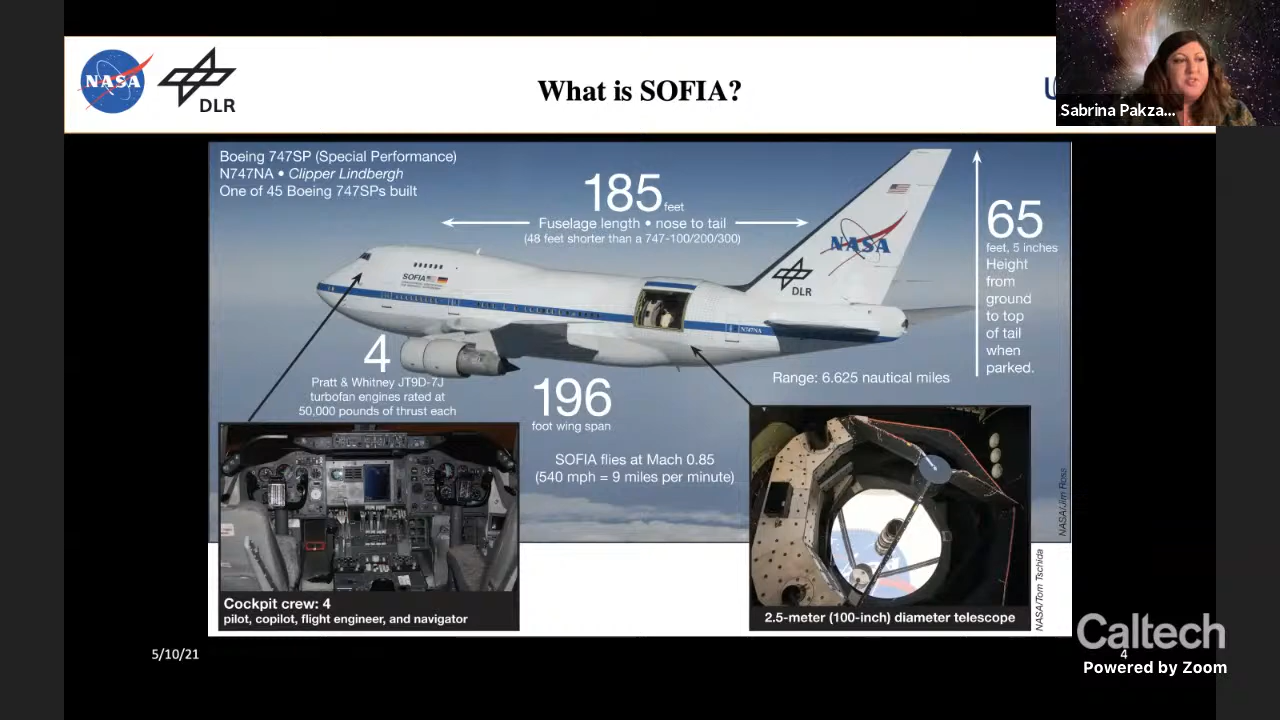 NASA
DLR
What is SOFIA?
Sabrina Pakza...
Boeing 747SP (Special Performance)
N747NA • Clipper Lindbergh
One of 45 Boeing 747SPs built
185 feet
Fuselage length • nose to tail
(48 feet shorter than a 747-100/200/300)
65
feet, 5 inches
Height
from
ground
to top
of tail
when
parked.
NASA
DLR
SOFIA
N747NA
4
Pratt & Whitney JT9D-7J
turbofan engines rated at
50,000 pounds of thrust each
196
foot wing span
Range: 6.625 nautical miles
SOFIA flies at Mach 0.85
(540 mph = 9 miles per minute)
NASA/Jim Ross
Cockpit crew: 4
pilot, copilot, flight engineer, and navigator
2.5-meter (100-inch) diameter telescope
NASA/Tom Tschida
5/10/21
4
Caltech
Powered by Zoom